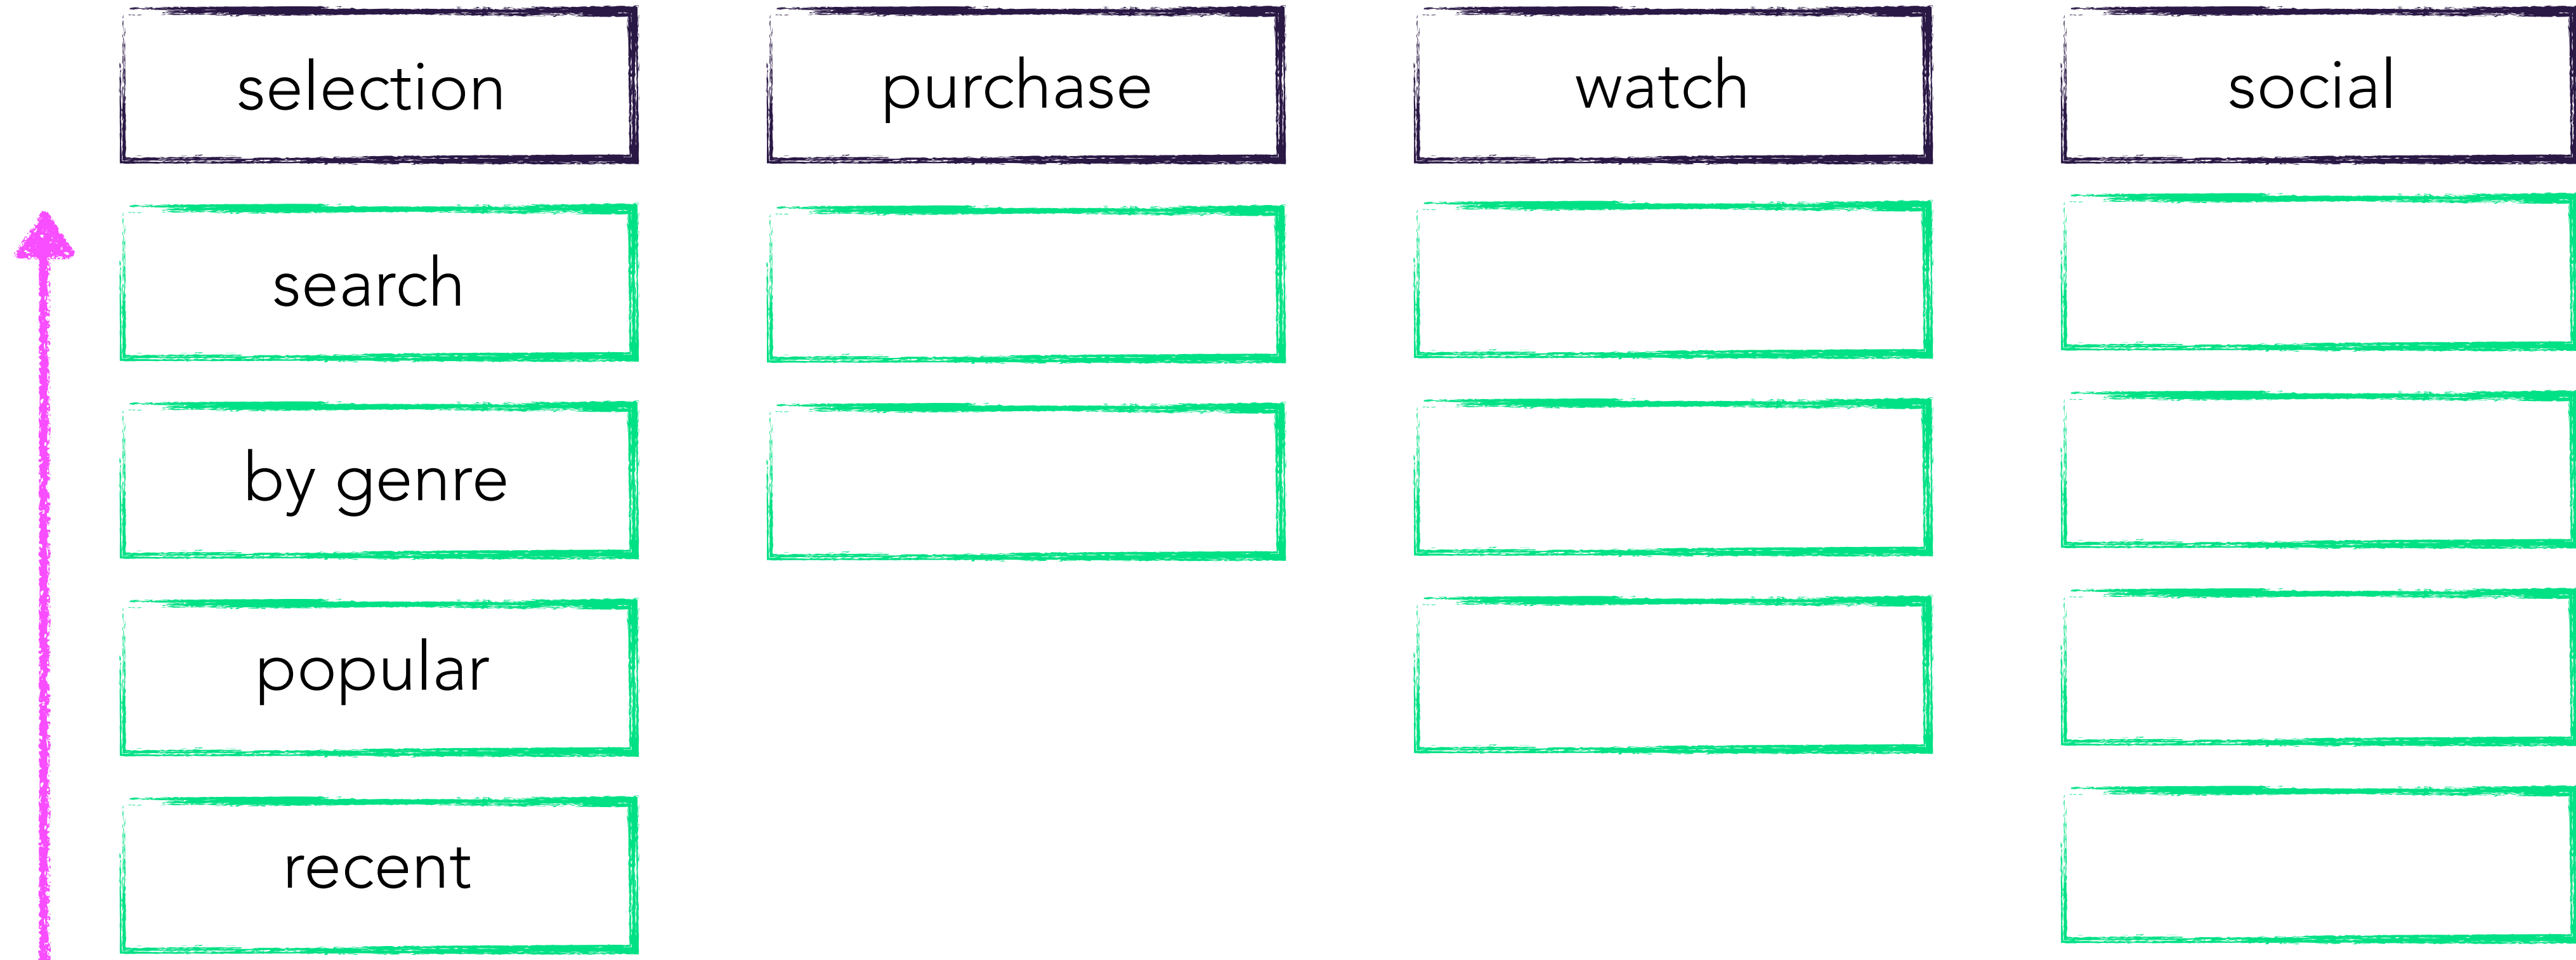 selection
purchase
watch
social
search
by genre
popular
recent